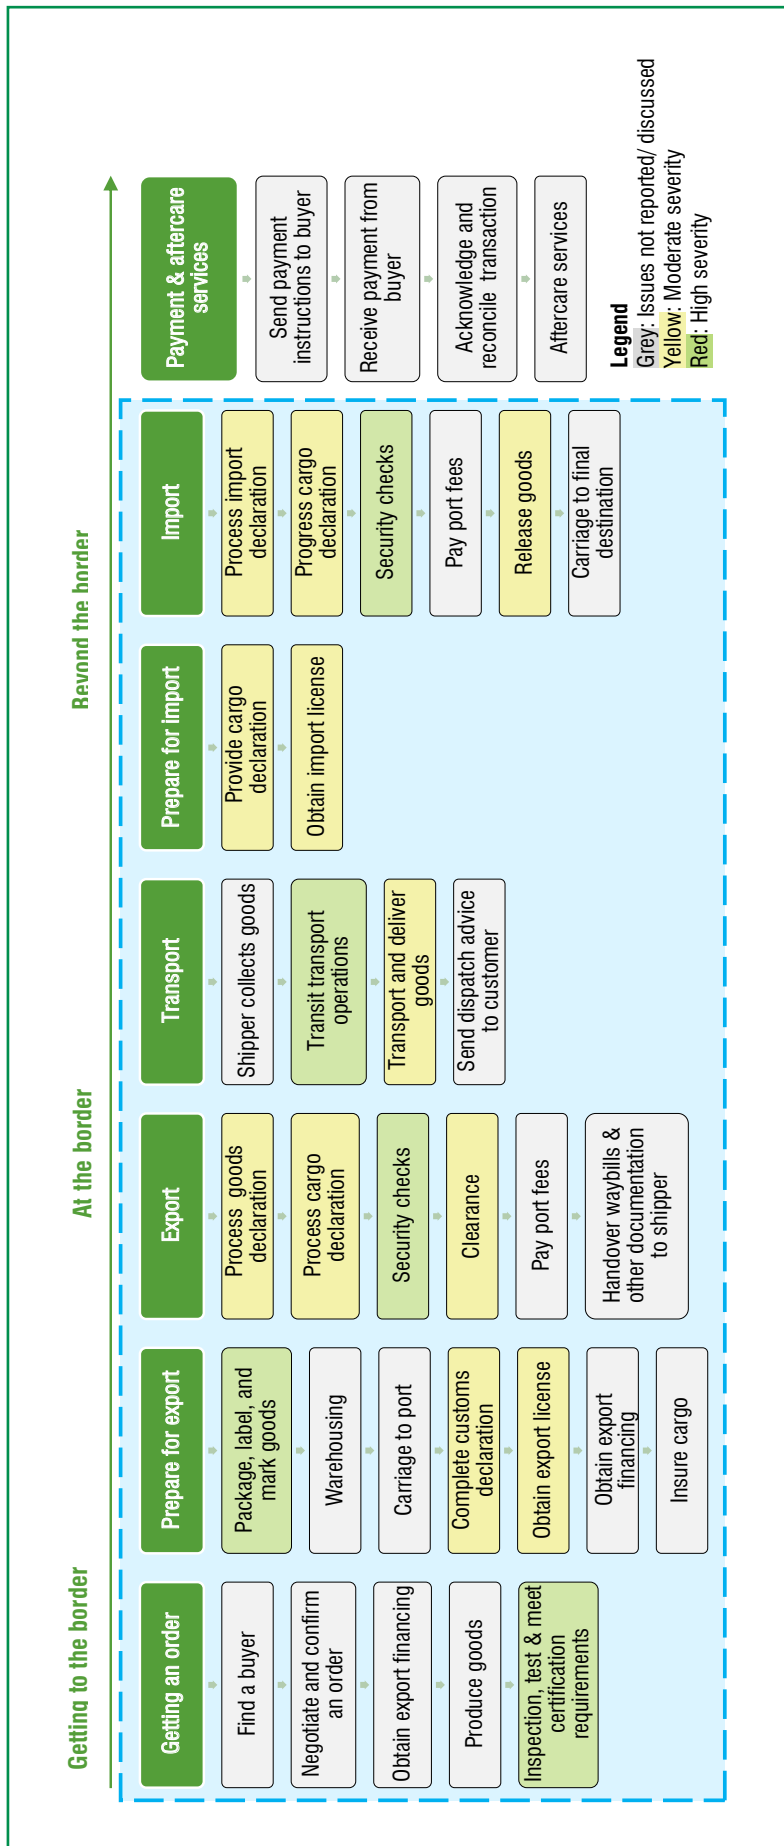 Getting to the border
At the border
Beyond the border
Getting an order
Find a buyer
Negotiate and confirm
an order
Obtain export financing
Produce goods
Inspection, test & meet
certification
requirements
Prepare for export
Package, label, and
mark goods
Warehousing
Carriage to port
Complete customs
declaration
Obtain export license
Obtain export
financing
Insure cargo
Export
Process goods
declaration
Process cargo
declaration
Security checks
Clearance
Pay port fees
Handover waybills &
other documentation
to shipper
Transport
Shipper collects goods
Transit transport
operations
Transport and deliver
goods
Send dispatch advice
to customer
Prepare for import
Provide cargo
declaration
Obtain import license
Import
Process import
declaration
Progress cargo
declaration
Security checks
Pay port fees
Release goods
Carriage to final
destination
Payment & aftercare
services
Send payment
instructions to buyer
Receive payment from
buyer
Acknowledge and
reconcile transaction
Aftercare services
Legend
Grey: Issues not reported/ discussed
Yellow: Moderate severity
Red: High severity